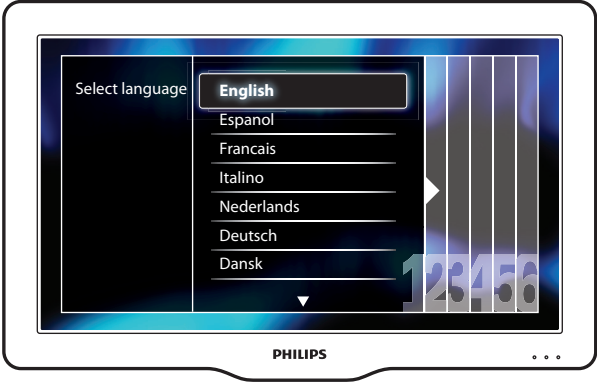 Select language
English
Espanol
Francais
Italino
Nederlands
Deutsch
Dansk
123456
PHILIPS